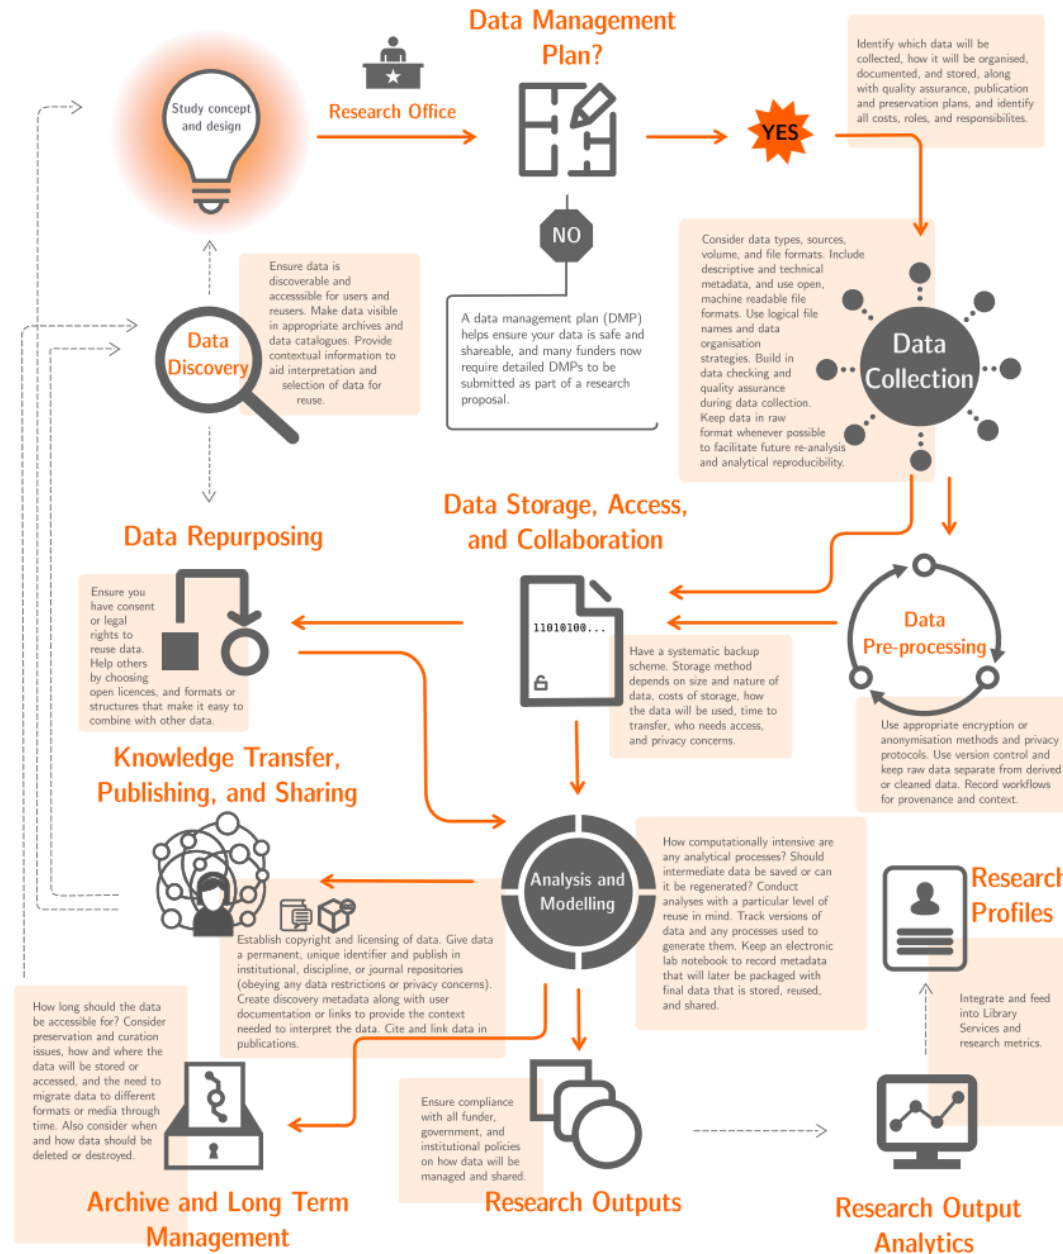 Data Management
Plan?
Study concept
and design
Research Office
YES
Identify which data will be
collected, how it will be organised,
documented, and stored, along
with quality assurance, publication
and preservation plans, and identify
all costs, roles, and responsibilites.
NO
A data management plan (DMP)
helps ensure your data is safe and
shareable, and many funders now
require detailed DMPs to be
submitted as part of a research
proposal.
Consider data types, sources,
volume, and file formats. Include
descriptive and technical
metadata, and use open,
machine readable file
formats. Use logical file
names and data
organisation
strategies. Build in
data checking and
quality assurance
during data collection.
Keep data in raw
format whenever possible
to facilitate future re-analysis
and analytical reproducibility.
Data
Collection
Data
Discovery
Ensure data is
discoverable and
accesssible for users and
reusers. Make data visible
in appropriate archives and
data catalogues. Provide
contextual information to
aid interpretation and
selection of data for
reuse.
Data Repurposing
Ensure you
have consent
or legal
rights to
reuse data.
Help others
by choosing
open licences, and formats or
structures that make it easy to
combine with other data.
Data Storage, Access,
and Collaboration
11010100...
Have a systematic backup
scheme. Storage method
depends on size and nature of
data, costs of storage, how
the data will be used, time to
transfer, who needs access,
and privacy concerns.
Data
Pre-processing
Use appropriate encryption or
anonymisation methods and privacy
protocols. Use version control and
keep raw data separate from derived
or cleaned data. Record workflows
for provenance and context.
Knowledge Transfer,
Publishing, and Sharing
Establish copyright and licensing of data. Give data
a permanent, unique identifier and publish in
institutional, discipline, or journal repositories
(obeying any data restrictions or privacy concerns).
Create discovery metadata along with user
documentation or links to provide the context
needed to interpret the data. Cite and link data in
publications.
Analysis and
Modelling
How computationally intensive are
any analytical processes? Should
intermediate data be saved or can
it be regenerated? Conduct
analyses with a particular level of
reuse in mind. Track versions of
data and any processes used to
generate them. Keep an electronic
lab notebook to record metadata
that will later be packaged with
final data that is stored, reused,
and shared.
Research
Profiles
Integrate and feed
into Library
Services and
research metrics.
How long should the data
be accessible for? Consider
preservation and curation
issues, how and where the
data will be stored or
accessed, and the need to
migrate data to different
formats or media through
time. Also consider when
and how data should be
deleted or destroyed.
Archive and Long Term
Management
Ensure compliance
with all funder,
government, and
institutional policies
on how data will be
managed and shared.
Research Outputs
Research Output
Analytics